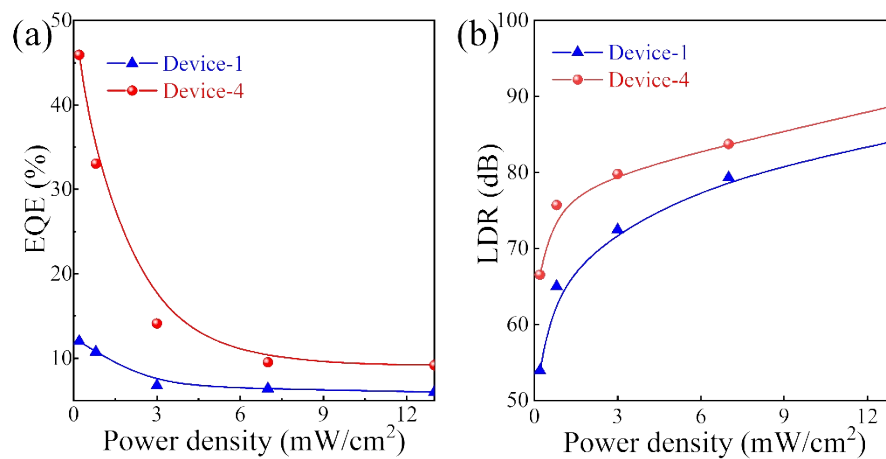 (a)
EQE (%)
50
40
30
20
10
Device-1
Device-4
0 3 6 9 12
Power density (mW/cm²)
(b)
LDR (dB)
100
90
80
70
60
50
Device-1
Device-4
0 3 6 9 12
Power density (mW/cm²)